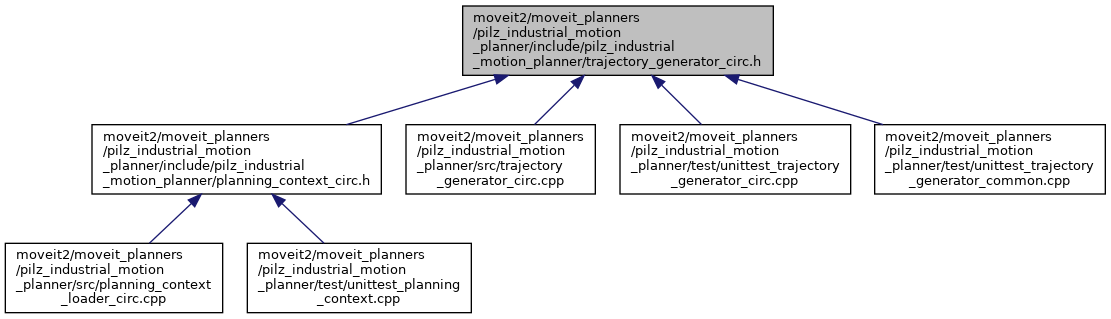 moveit2/moveit_planners
/pilz_industrial_motion
_planner/include/pilz_industrial
_motion_planner/trajectory_generator_circ.h
moveit2/moveit_planners
/pilz_industrial_motion
_planner/include/pilz_industrial
_motion_planner/planning_context_circ.h
moveit2/moveit_planners
/pilz_industrial_motion
_planner/src/trajectory
_generator_circ.cpp
moveit2/moveit_planners
/pilz_industrial_motion
_planner/test/unittest_trajectory
_generator_circ.cpp
moveit2/moveit_planners
/pilz_industrial_motion
_planner/test/unittest_trajectory
_generator_common.cpp
moveit2/moveit_planners
/pilz_industrial_motion
_planner/src/planning_context
_loader_circ.cpp
moveit2/moveit_planners
/pilz_industrial_motion
_planner/test/unittest_planning
_context.cpp